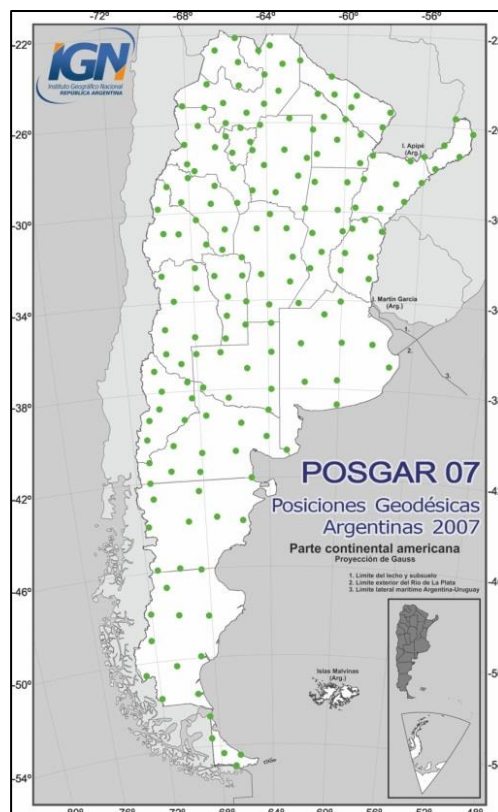 -72° -68° -64° -60° -56°
-22°
IGN
Instituto Geográfico Nacional
REPÚBLICA ARGENTINA
-26°
I. Apipé
(Arg.)
-30°
I. Martín García
(Arg.)
-34°
1.
2.
3.
-38°
POSGAR 07
Posiciones Geodésicas
Argentinas 2007
-42°
Parte continental americana
Proyección de Gauss
1. Límite del lecho y subsuelo
2. Límite exterior del Río de La Plata
3. Límite lateral marítimo Argentina-Uruguay
-46°
Islas Malvinas
(Arg.)
-50°
-54°